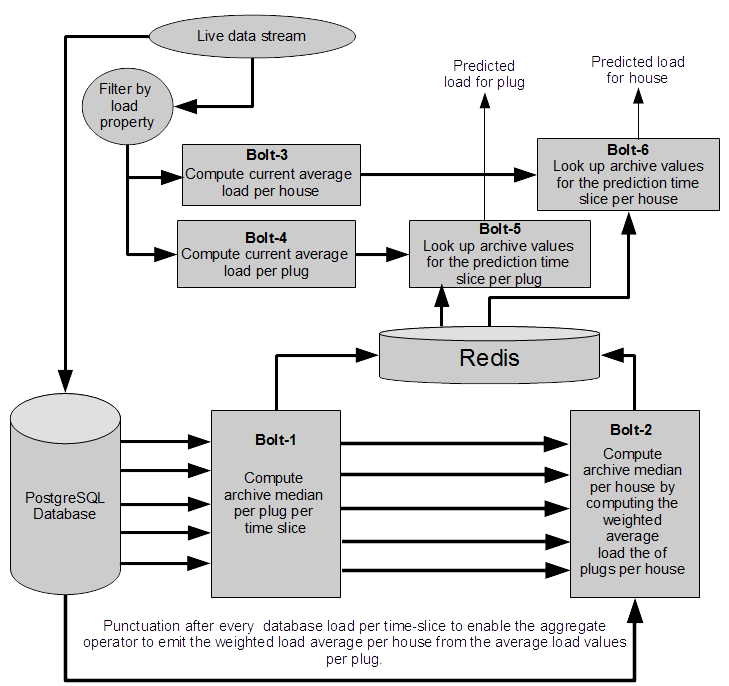 Live data stream
Predicted
load for plug
Predicted load
for house
Filter by
load
property
Bolt-3
Compute current average
load per house
Bolt-6
Look up archive values
for the prediction time
slice per house
Bolt-4
Compute current average
load per plug
Bolt-5
Look up archive values
for the prediction time
slice per plug
Redis
PostgreSQL
Database
Bolt-1
Compute
archive median
per plug per
time slice
Bolt-2
Compute
archive median
per house by
computing the
weighted
average
load the of
plugs per house
Punctuation after every database load per time-slice to enable the aggregate
operator to emit the weighted load average per house from the average load values
per plug.